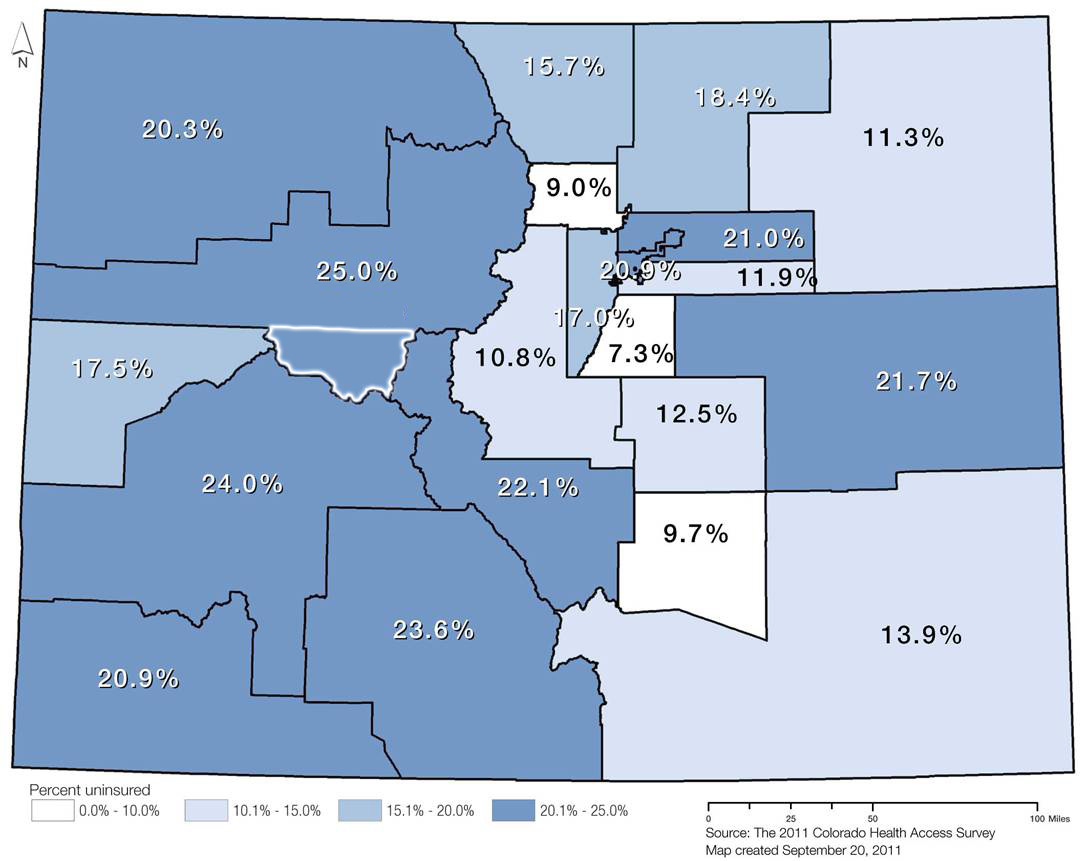 N
15.7%
18.4%
20.3%
11.3%
9.0%
21.0%
25.0%
20.9%
11.9%
17.0%
7.3%
10.8%
17.5%
21.7%
12.5%
24.0%
22.1%
9.7%
23.6%
13.9%
20.9%
Percent uninsured
0.0% - 10.0%
10.1% - 15.0%
15.1% - 20.0%
20.1% - 25.0%
0 25 50 100 Miles
Source: The 2011 Colorado Health Access Survey
Map created September 20, 2011